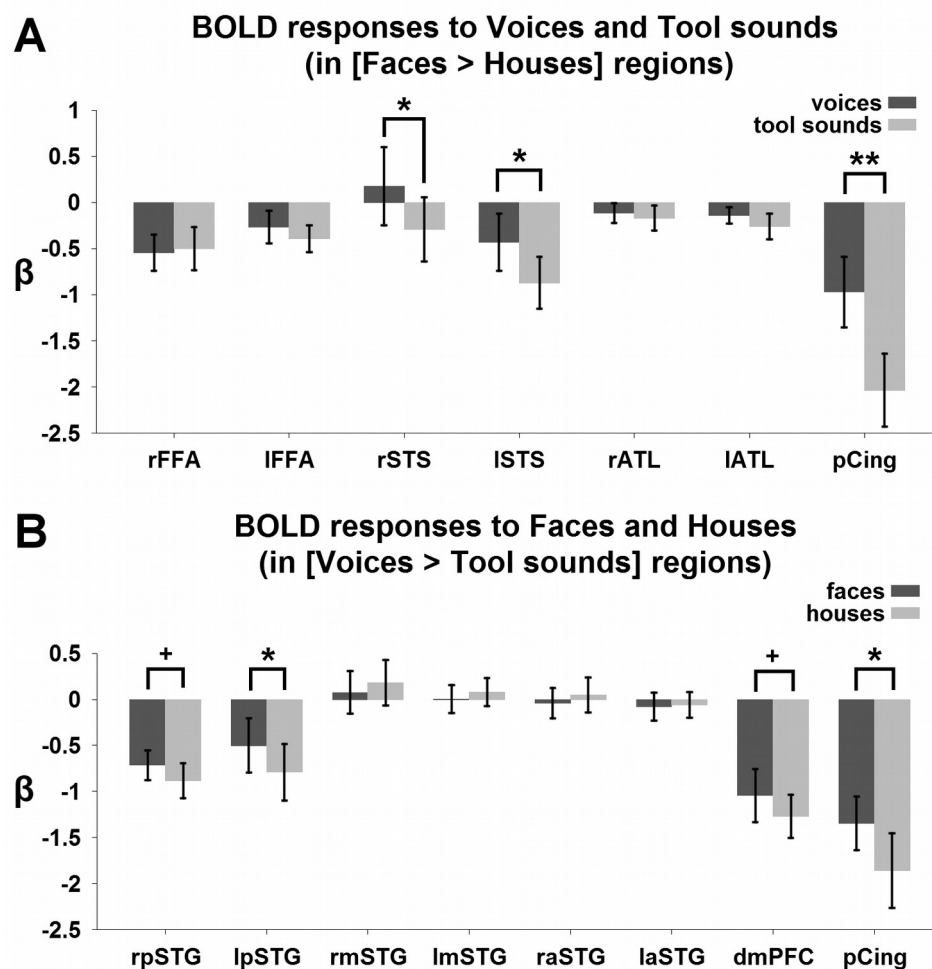 A
BOLD responses to Voices and Tool sounds
(in [Faces > Houses] regions)
voices
tool sounds
1
0.5
0
-0.5
-1
-1.5
-2
-2.5
β
*
*
**
rFFA lFFA rSTS lSTS rATL lATL pCing
B
BOLD responses to Faces and Houses
(in [Voices > Tool sounds] regions)
faces
houses
0.5
0
-0.5
-1
-1.5
-2
-2.5
β
+
*
+
*
rpSTG lpSTG rmSTG lmSTG raSTG laSTG dmPFC pCing